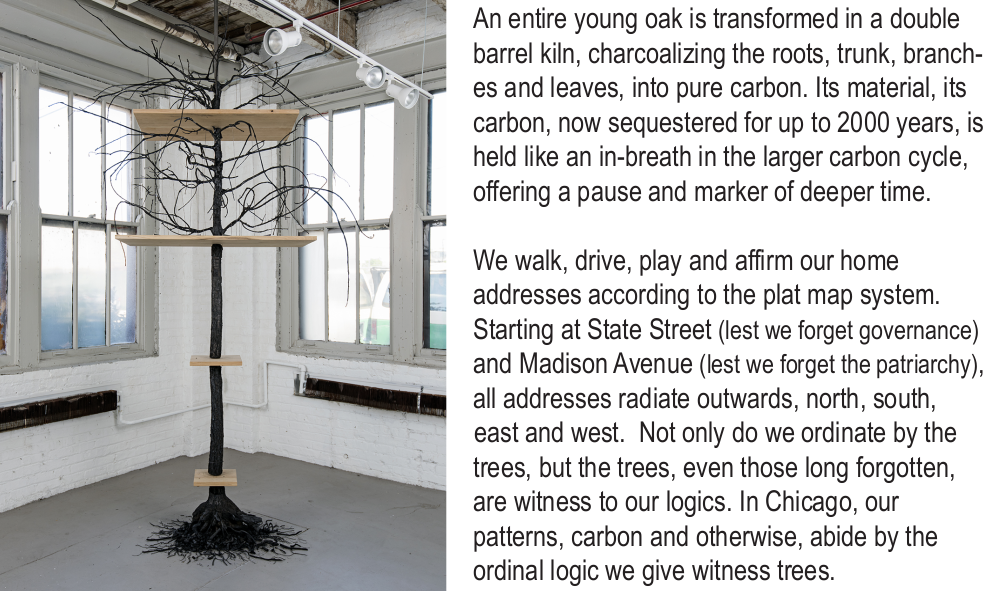 An entire young oak is transformed in a double
barrel kiln, charcoalizing the roots, trunk, branch-
es and leaves, into pure carbon. Its material, its
carbon, now sequestered for up to 2000 years, is
held like an in-breath in the larger carbon cycle,
offering a pause and marker of deeper time.
We walk, drive, play and affirm our home
addresses according to the plat map system.
Starting at State Street (lest we forget governance)
and Madison Avenue (lest we forget the patriarchy),
all addresses radiate outwards, north, south,
east and west.  Not only do we ordinate by the
trees, but the trees, even those long forgotten,
are witness to our logics. In Chicago, our
patterns, carbon and otherwise, abide by the
ordinal logic we give witness trees.